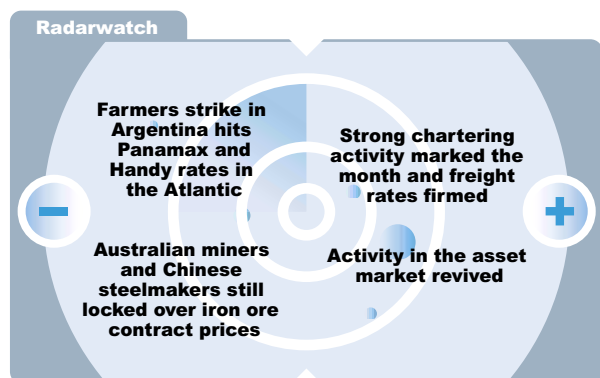 Radarwatch
Farmers strike in
Argentina hits
Panamax and
Handy rates in
the Atlantic
Australian miners
and Chinese
steelmakers still
locked over iron ore
contract prices
Strong chartering
activity marked the
month and freight
rates firmed
Activity in the asset
market revived